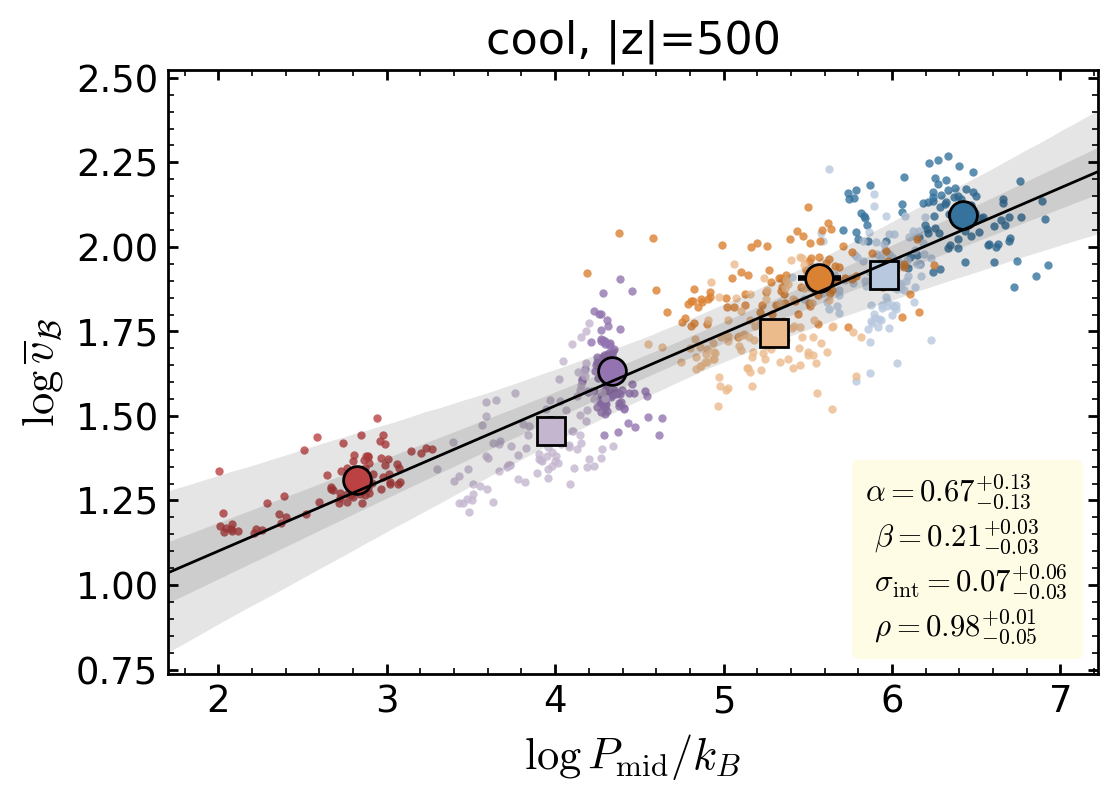 cool, |z|=500
2.50
2.25
2.00
1.75
1.50
1.25
1.00
0.75
log v̅_ℬ
α = 0.67^{+0.13}_{−0.13}
β = 0.21^{+0.03}_{−0.03}
σ_int = 0.07^{+0.06}_{−0.03}
ρ = 0.98^{+0.01}_{−0.05}
2 3 4 5 6 7
log P_mid/k_B